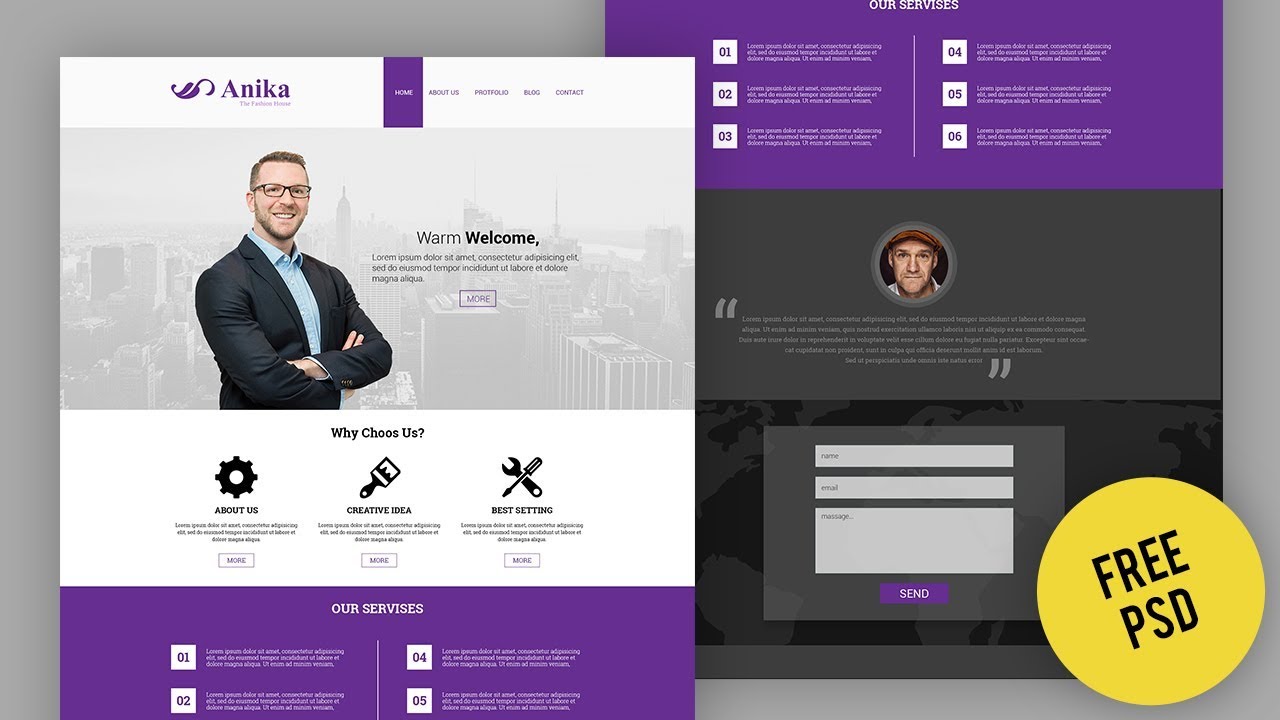 Anika
The Fashion House
HOME
ABOUT US
PROTFOLIO
BLOG
CONTACT
Warm Welcome,
Lorem ipsum dolor sit amet, consectetur adipisicing elit,
sed do eiusmod tempor incididunt ut labore et dolore
magna aliqua.
MORE
Why Choos Us?
ABOUT US
Lorem ipsum dolor sit amet, consectetur adipisicing
elit, sed do eiusmod tempor incididunt ut labore et
dolore magna aliqua.
MORE
CREATIVE IDEA
Lorem ipsum dolor sit amet, consectetur adipisicing
elit, sed do eiusmod tempor incididunt ut labore et
dolore magna aliqua.
MORE
BEST SETTING
Lorem ipsum dolor sit amet, consectetur adipisicing
elit, sed do eiusmod tempor incididunt ut labore et
dolore magna aliqua.
MORE
OUR SERVISES
01
Lorem ipsum dolor sit amet, consectetur adipisicing
elit, sed do eiusmod tempor incididunt ut labore et
dolore magna aliqua. Ut enim ad minim veniam,
02
Lorem ipsum dolor sit amet, consectetur adipisicing
elit, sed do eiusmod tempor incididunt ut labore et
dolore magna aliqua. Ut enim ad minim veniam,
04
Lorem ipsum dolor sit amet, consectetur adipisicing
elit, sed do eiusmod tempor incididunt ut labore et
dolore magna aliqua. Ut enim ad minim veniam,
05
Lorem ipsum dolor sit amet, consectetur adipisicing
elit, sed do eiusmod tempor incididunt ut labore et
dolore magna aliqua. Ut enim ad minim veniam,
OUR SERVISES
01
Lorem ipsum dolor sit amet, consectetur adipisicing
elit, sed do eiusmod tempor incididunt ut labore et
dolore magna aliqua. Ut enim ad minim veniam,
02
Lorem ipsum dolor sit amet, consectetur adipisicing
elit, sed do eiusmod tempor incididunt ut labore et
dolore magna aliqua. Ut enim ad minim veniam,
03
Lorem ipsum dolor sit amet, consectetur adipisicing
elit, sed do eiusmod tempor incididunt ut labore et
dolore magna aliqua. Ut enim ad minim veniam,
04
Lorem ipsum dolor sit amet, consectetur adipisicing
elit, sed do eiusmod tempor incididunt ut labore et
dolore magna aliqua. Ut enim ad minim veniam,
05
Lorem ipsum dolor sit amet, consectetur adipisicing
elit, sed do eiusmod tempor incididunt ut labore et
dolore magna aliqua. Ut enim ad minim veniam,
06
Lorem ipsum dolor sit amet, consectetur adipisicing
elit, sed do eiusmod tempor incididunt ut labore et
dolore magna aliqua. Ut enim ad minim veniam,
“
Lorem ipsum dolor sit amet, consectetur adipisicing elit, sed do eiusmod tempor incididunt ut labore et dolore magna
aliqua. Ut enim ad minim veniam, quis nostrud exercitation ullamco laboris nisi ut aliquip ex ea commodo consequat.
Duis aute irure dolor in reprehenderit in voluptate velit esse cillum dolore eu fugiat nulla pariatur. Excepteur sint occae-
cat cupidatat non proident, sunt in culpa qui officia deserunt mollit anim id est laborum.
Sed ut perspiciatis unde omnis iste natus error
”
name
email
massage...
SEND
FREE
PSD